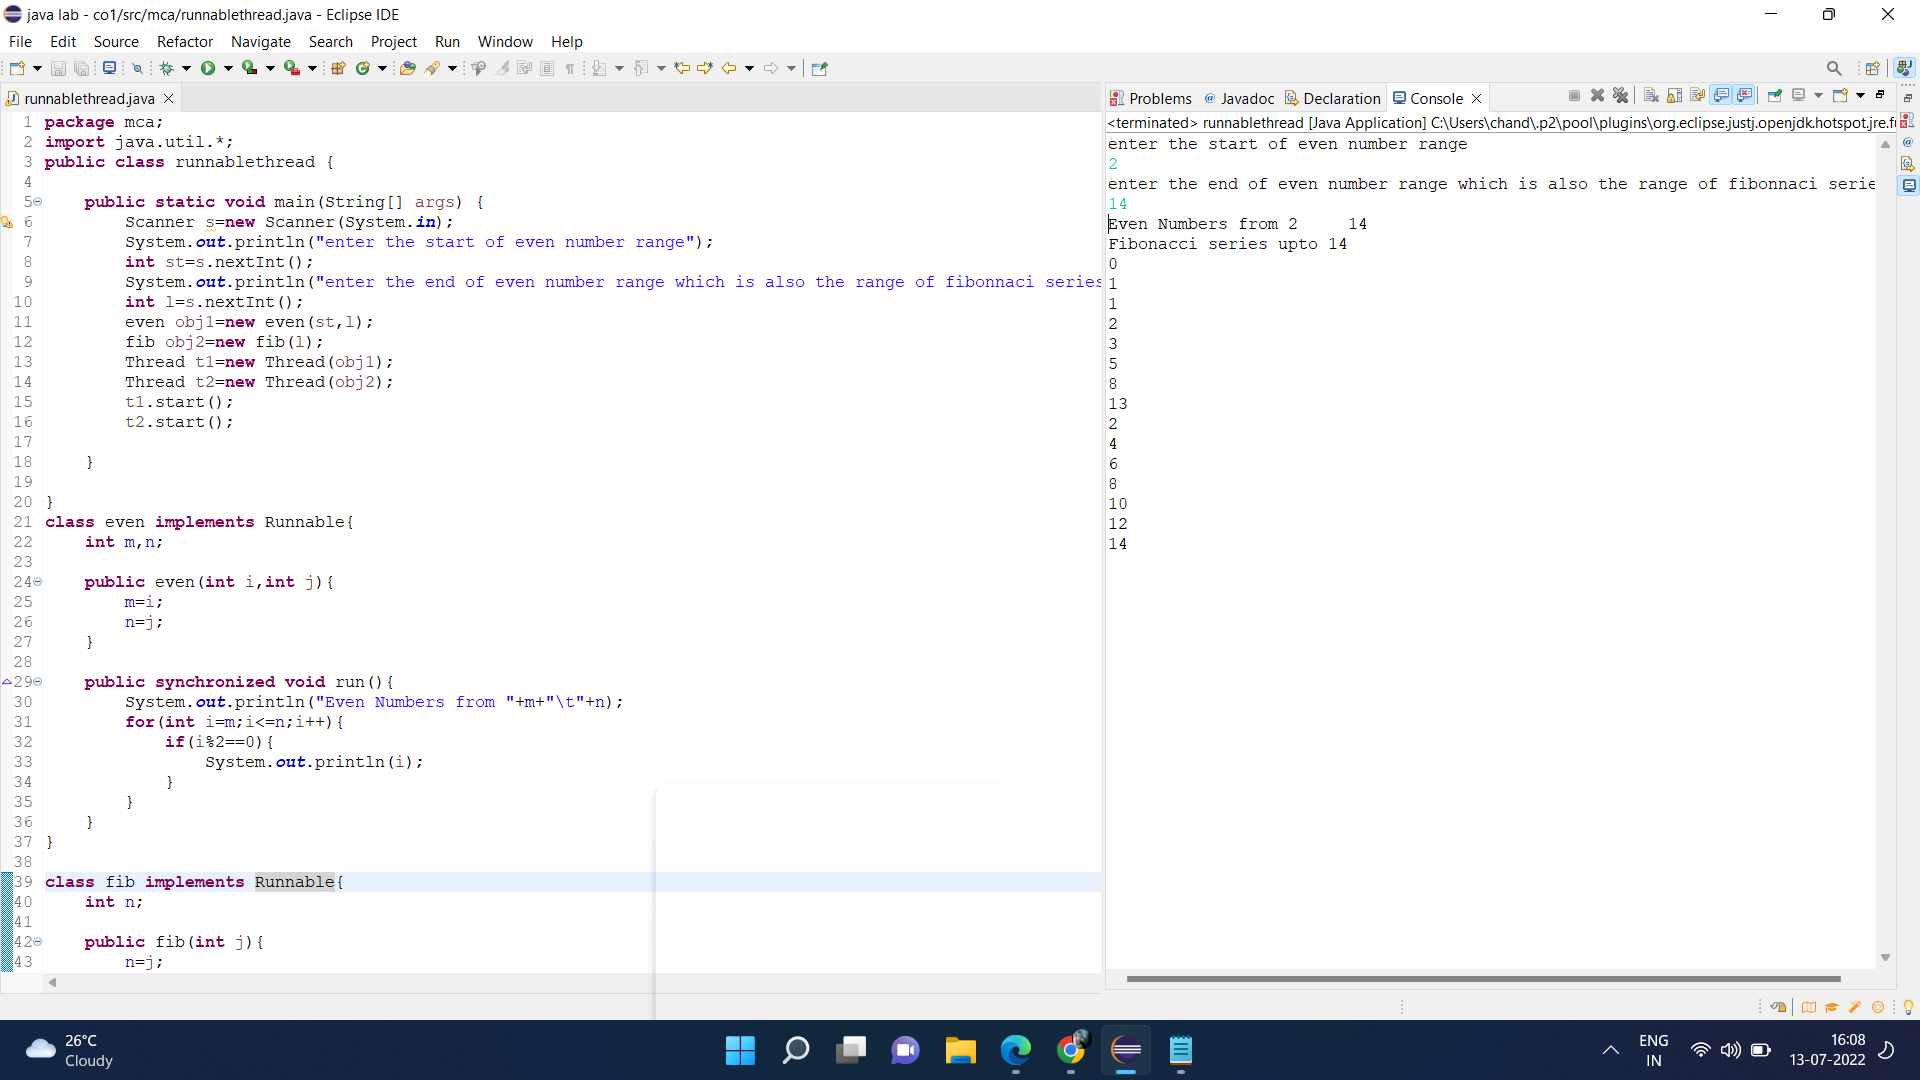 java lab - co1/src/mca/runnablethread.java - Eclipse IDE
File Edit Source Refactor Navigate Search Project Run Window Help
runnablethread.java
1 package mca;
2 import java.util.*;
3 public class runnablethread {
4
5 public static void main(String[] args) {
6 Scanner s=new Scanner(System.in);
7 System.out.println("enter the start of even number range");
8 int st=s.nextInt();
9 System.out.println("enter the end of even number range which is also the range of fibonnaci series
10 int l=s.nextInt();
11 even obj1=new even(st,l);
12 fib obj2=new fib(l);
13 Thread t1=new Thread(obj1);
14 Thread t2=new Thread(obj2);
15 t1.start();
16 t2.start();
17
18 }
19
20 }
21 class even implements Runnable{
22 int m,n;
23
24 public even(int i,int j){
25 m=i;
26 n=j;
27 }
28
29 public synchronized void run(){
30 System.out.println("Even Numbers from "+m+"\t"+n);
31 for(int i=m;i<=n;i++){
32 if(i%2==0){
33 System.out.println(i);
34 }
35 }
36 }
37 }
38
39 class fib implements Runnable{
40 int n;
41
42 public fib(int j){
43 n=j;
Problems Javadoc Declaration Console
<terminated> runnablethread [Java Application] C:\Users\chand\.p2\pool\plugins\org.eclipse.justj.openjdk.hotspot.jre.fu
enter the start of even number range
2
enter the end of even number range which is also the range of fibonnaci serie
14
Even Numbers from 2 14
Fibonacci series upto 14
0
1
1
2
3
5
8
13
2
4
6
8
10
12
14
26°C
Cloudy
ENG
IN
16:08
13-07-2022